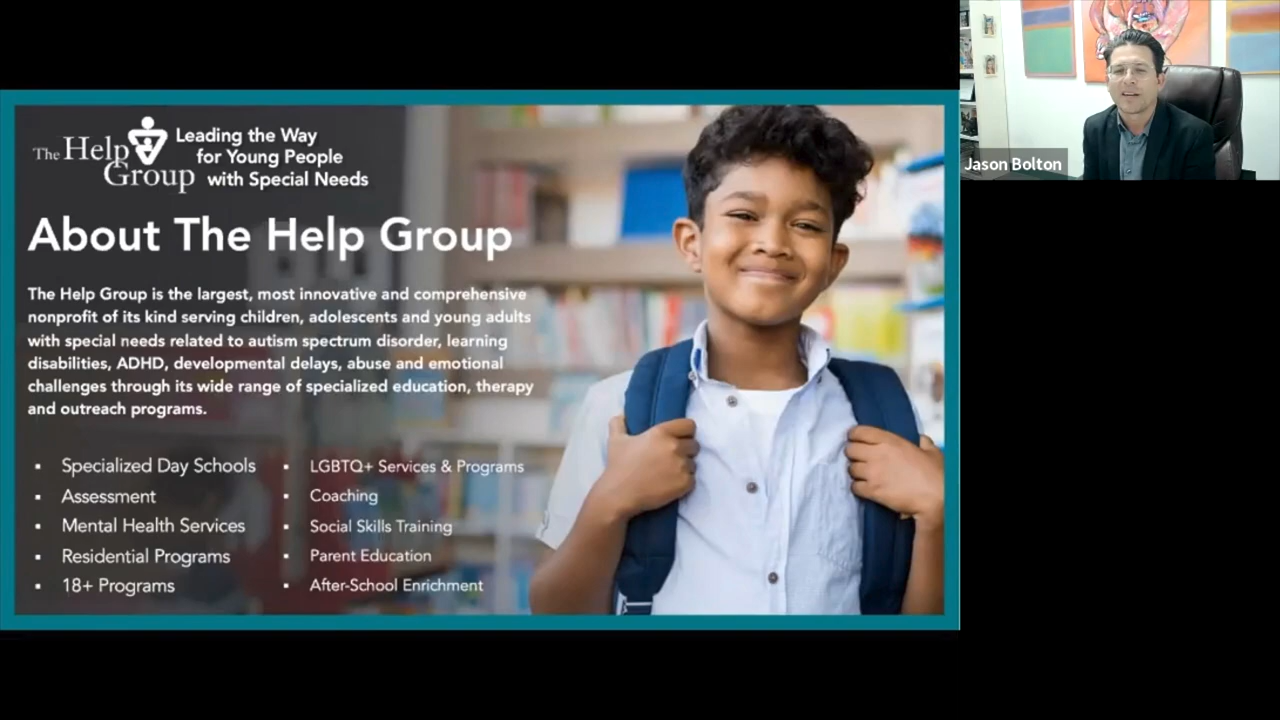 The Help Group
Leading the Way
for Young People
with Special Needs
About The Help Group
The Help Group is the largest, most innovative and comprehensive
nonprofit of its kind serving children, adolescents and young adults
with special needs related to autism spectrum disorder, learning
disabilities, ADHD, developmental delays, abuse and emotional
challenges through its wide range of specialized education, therapy
and outreach programs.
▪ Specialized Day Schools
▪ Assessment
▪ Mental Health Services
▪ Residential Programs
▪ 18+ Programs
▪ LGBTQ+ Services & Programs
▪ Coaching
▪ Social Skills Training
▪ Parent Education
▪ After-School Enrichment
Jason Bolton